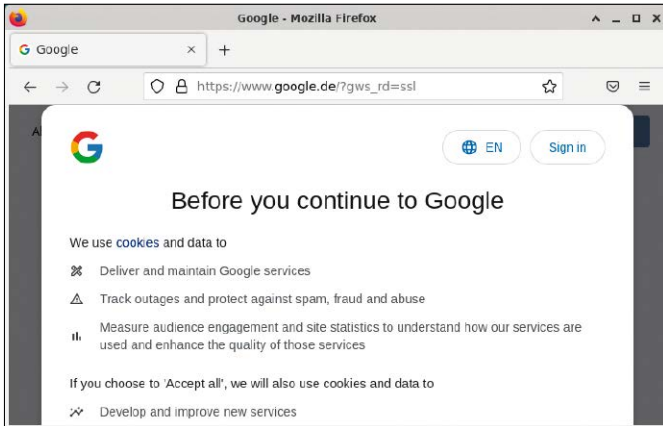 Google - Mozilla Firefox
Google
https://www.google.de/?gws_rd=ssl
EN
Sign in
Before you continue to Google
We use cookies and data to
Deliver and maintain Google services
Track outages and protect against spam, fraud and abuse
Measure audience engagement and site statistics to understand how our services are
used and enhance the quality of those services
If you choose to 'Accept all', we will also use cookies and data to
Develop and improve new services